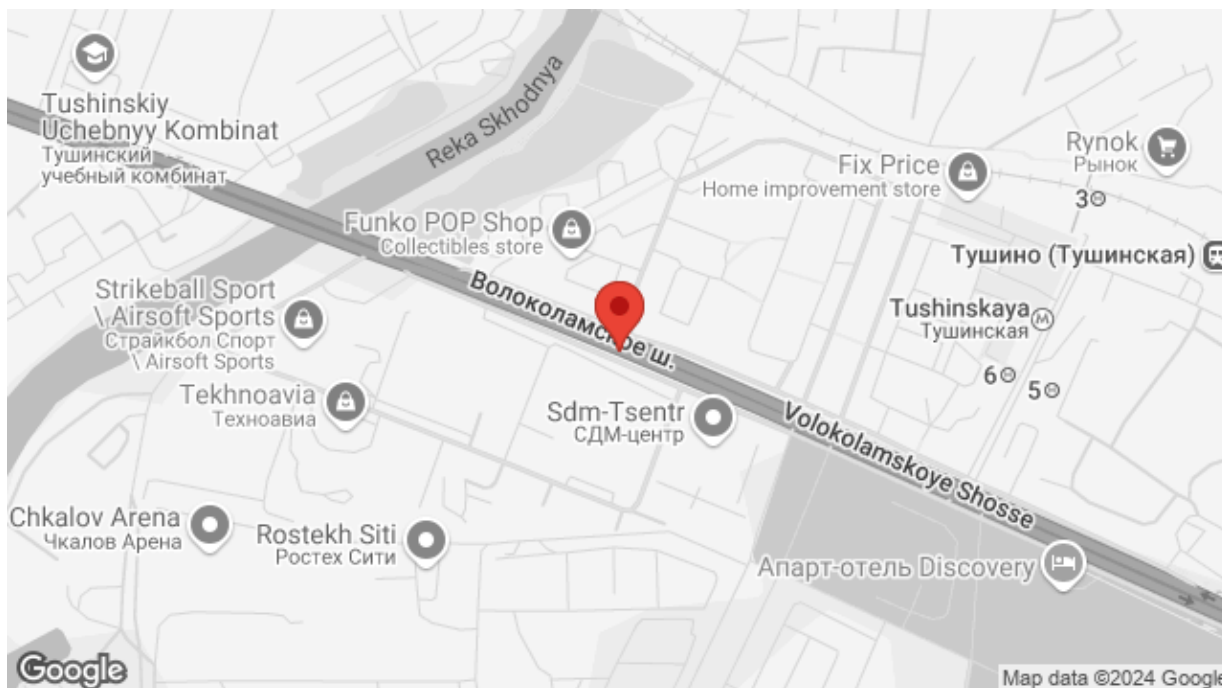 Tushinskiy
Uchebnyy Kombinat
Тушинский
учебный комбинат
Reka Skhodnya
Rynok
Рынок
Fix Price
Home improvement store
3
Funko POP Shop
Collectibles store
Тушино (Тушинская)
Strikeball Sport
\ Airsoft Sports
Страйкбол Спорт
\ Airsoft Sports
Волоколамское ш.
Tushinskaya
Тушинская
6
5
Tekhnoavia
Техноавиа
Sdm-Tsentr
СДМ-центр
Volokolamskoye Shosse
Chkalov Arena
Чкалов Арена
Rostekh Siti
Ростех Сити
Апарт-отель Discovery
Google
Map data ©2024 Google